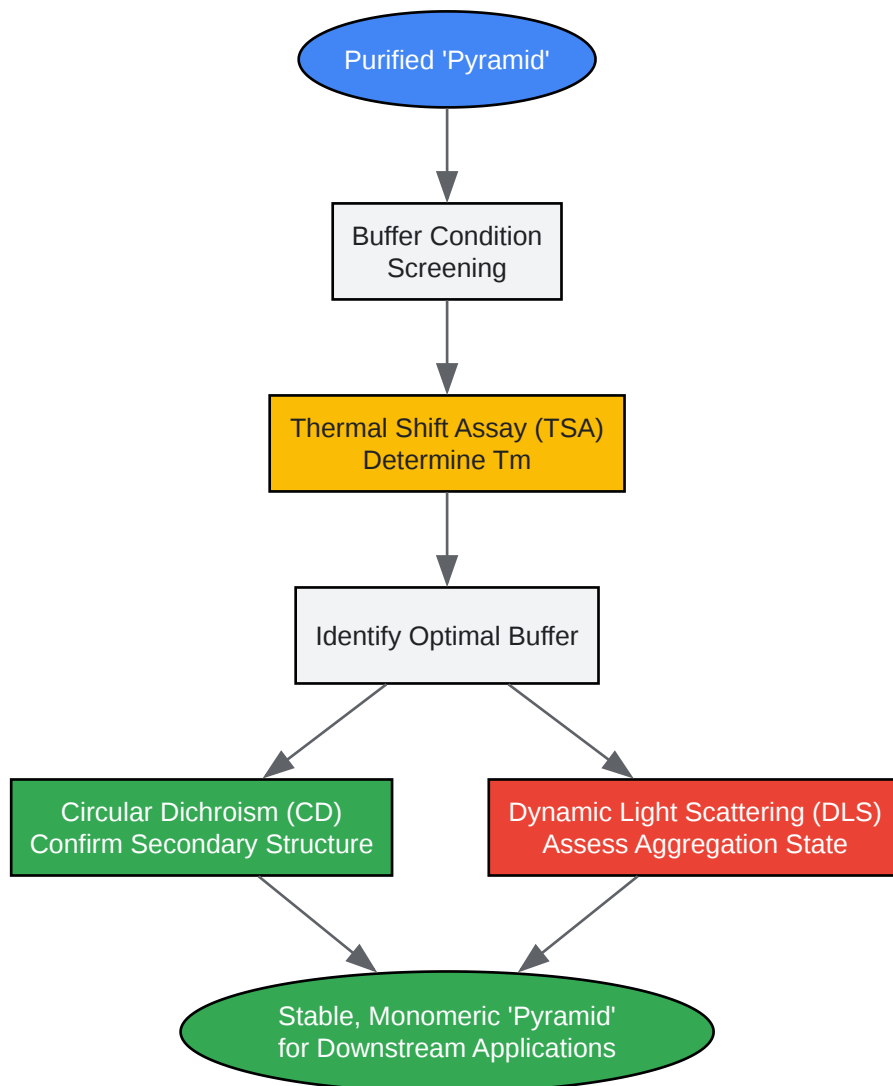 Purified 'Pyramid'
Buffer Condition
Screening
Thermal Shift Assay (TSA)
Determine Tm
Identify Optimal Buffer
Circular Dichroism (CD)
Confirm Secondary Structure
Dynamic Light Scattering (DLS)
Assess Aggregation State
Stable, Monomeric 'Pyramid'
for Downstream Applications